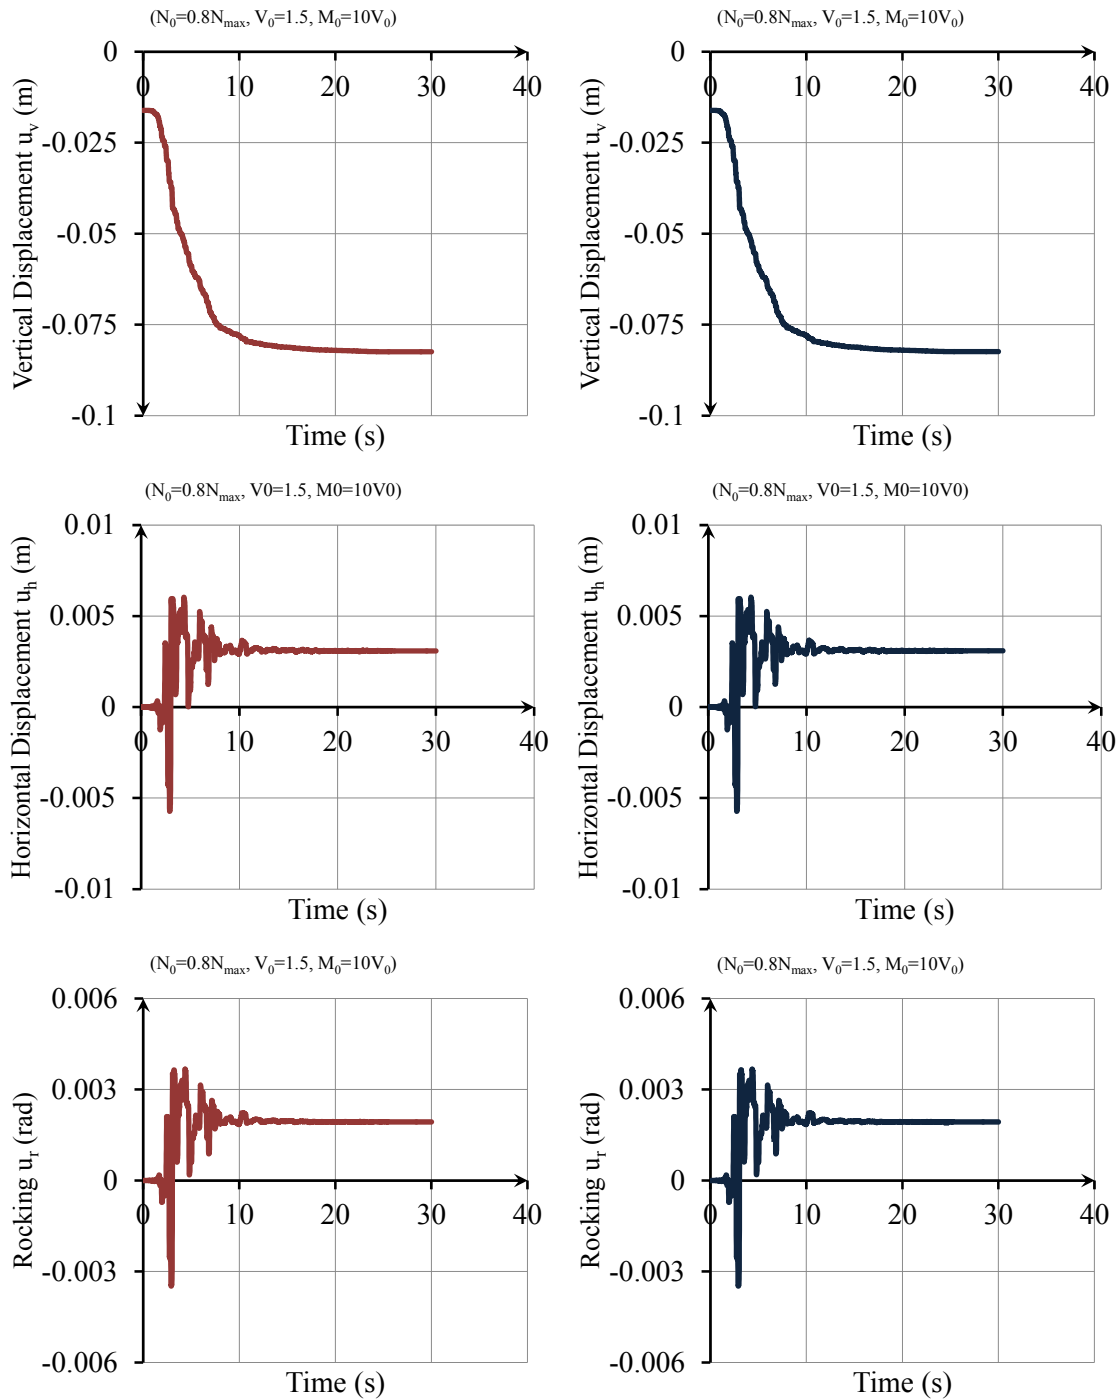 (N₀=0.8Nₘₐₓ, V₀=1.5, M₀=10V₀)
0
0 10 20 30 40
-0.025
-0.05
-0.075
-0.1
Vertical Displacement uᵥ (m)
Time (s)
(N₀=0.8Nₘₐₓ, V₀=1.5, M₀=10V₀)
0
0 10 20 30 40
-0.025
-0.05
-0.075
-0.1
Vertical Displacement uᵥ (m)
Time (s)
(N₀=0.8Nₘₐₓ, V0=1.5, M0=10V0)
0.01
0.005
0
0 10 20 30 40
-0.005
-0.01
Horizontal Displacement uₕ (m)
Time (s)
(N₀=0.8Nₘₐₓ, V0=1.5, M0=10V0)
0.01
0.005
0
0 10 20 30 40
-0.005
-0.01
Horizontal Displacement uₕ (m)
Time (s)
(N₀=0.8Nₘₐₓ, V₀=1.5, M₀=10V₀)
0.006
0.003
0
0 10 20 30 40
-0.003
-0.006
Rocking uᵣ (rad)
Time (s)
(N₀=0.8Nₘₐₓ, V₀=1.5, M₀=10V₀)
0.006
0.003
0
0 10 20 30 40
-0.003
-0.006
Rocking uᵣ (rad)
Time (s)